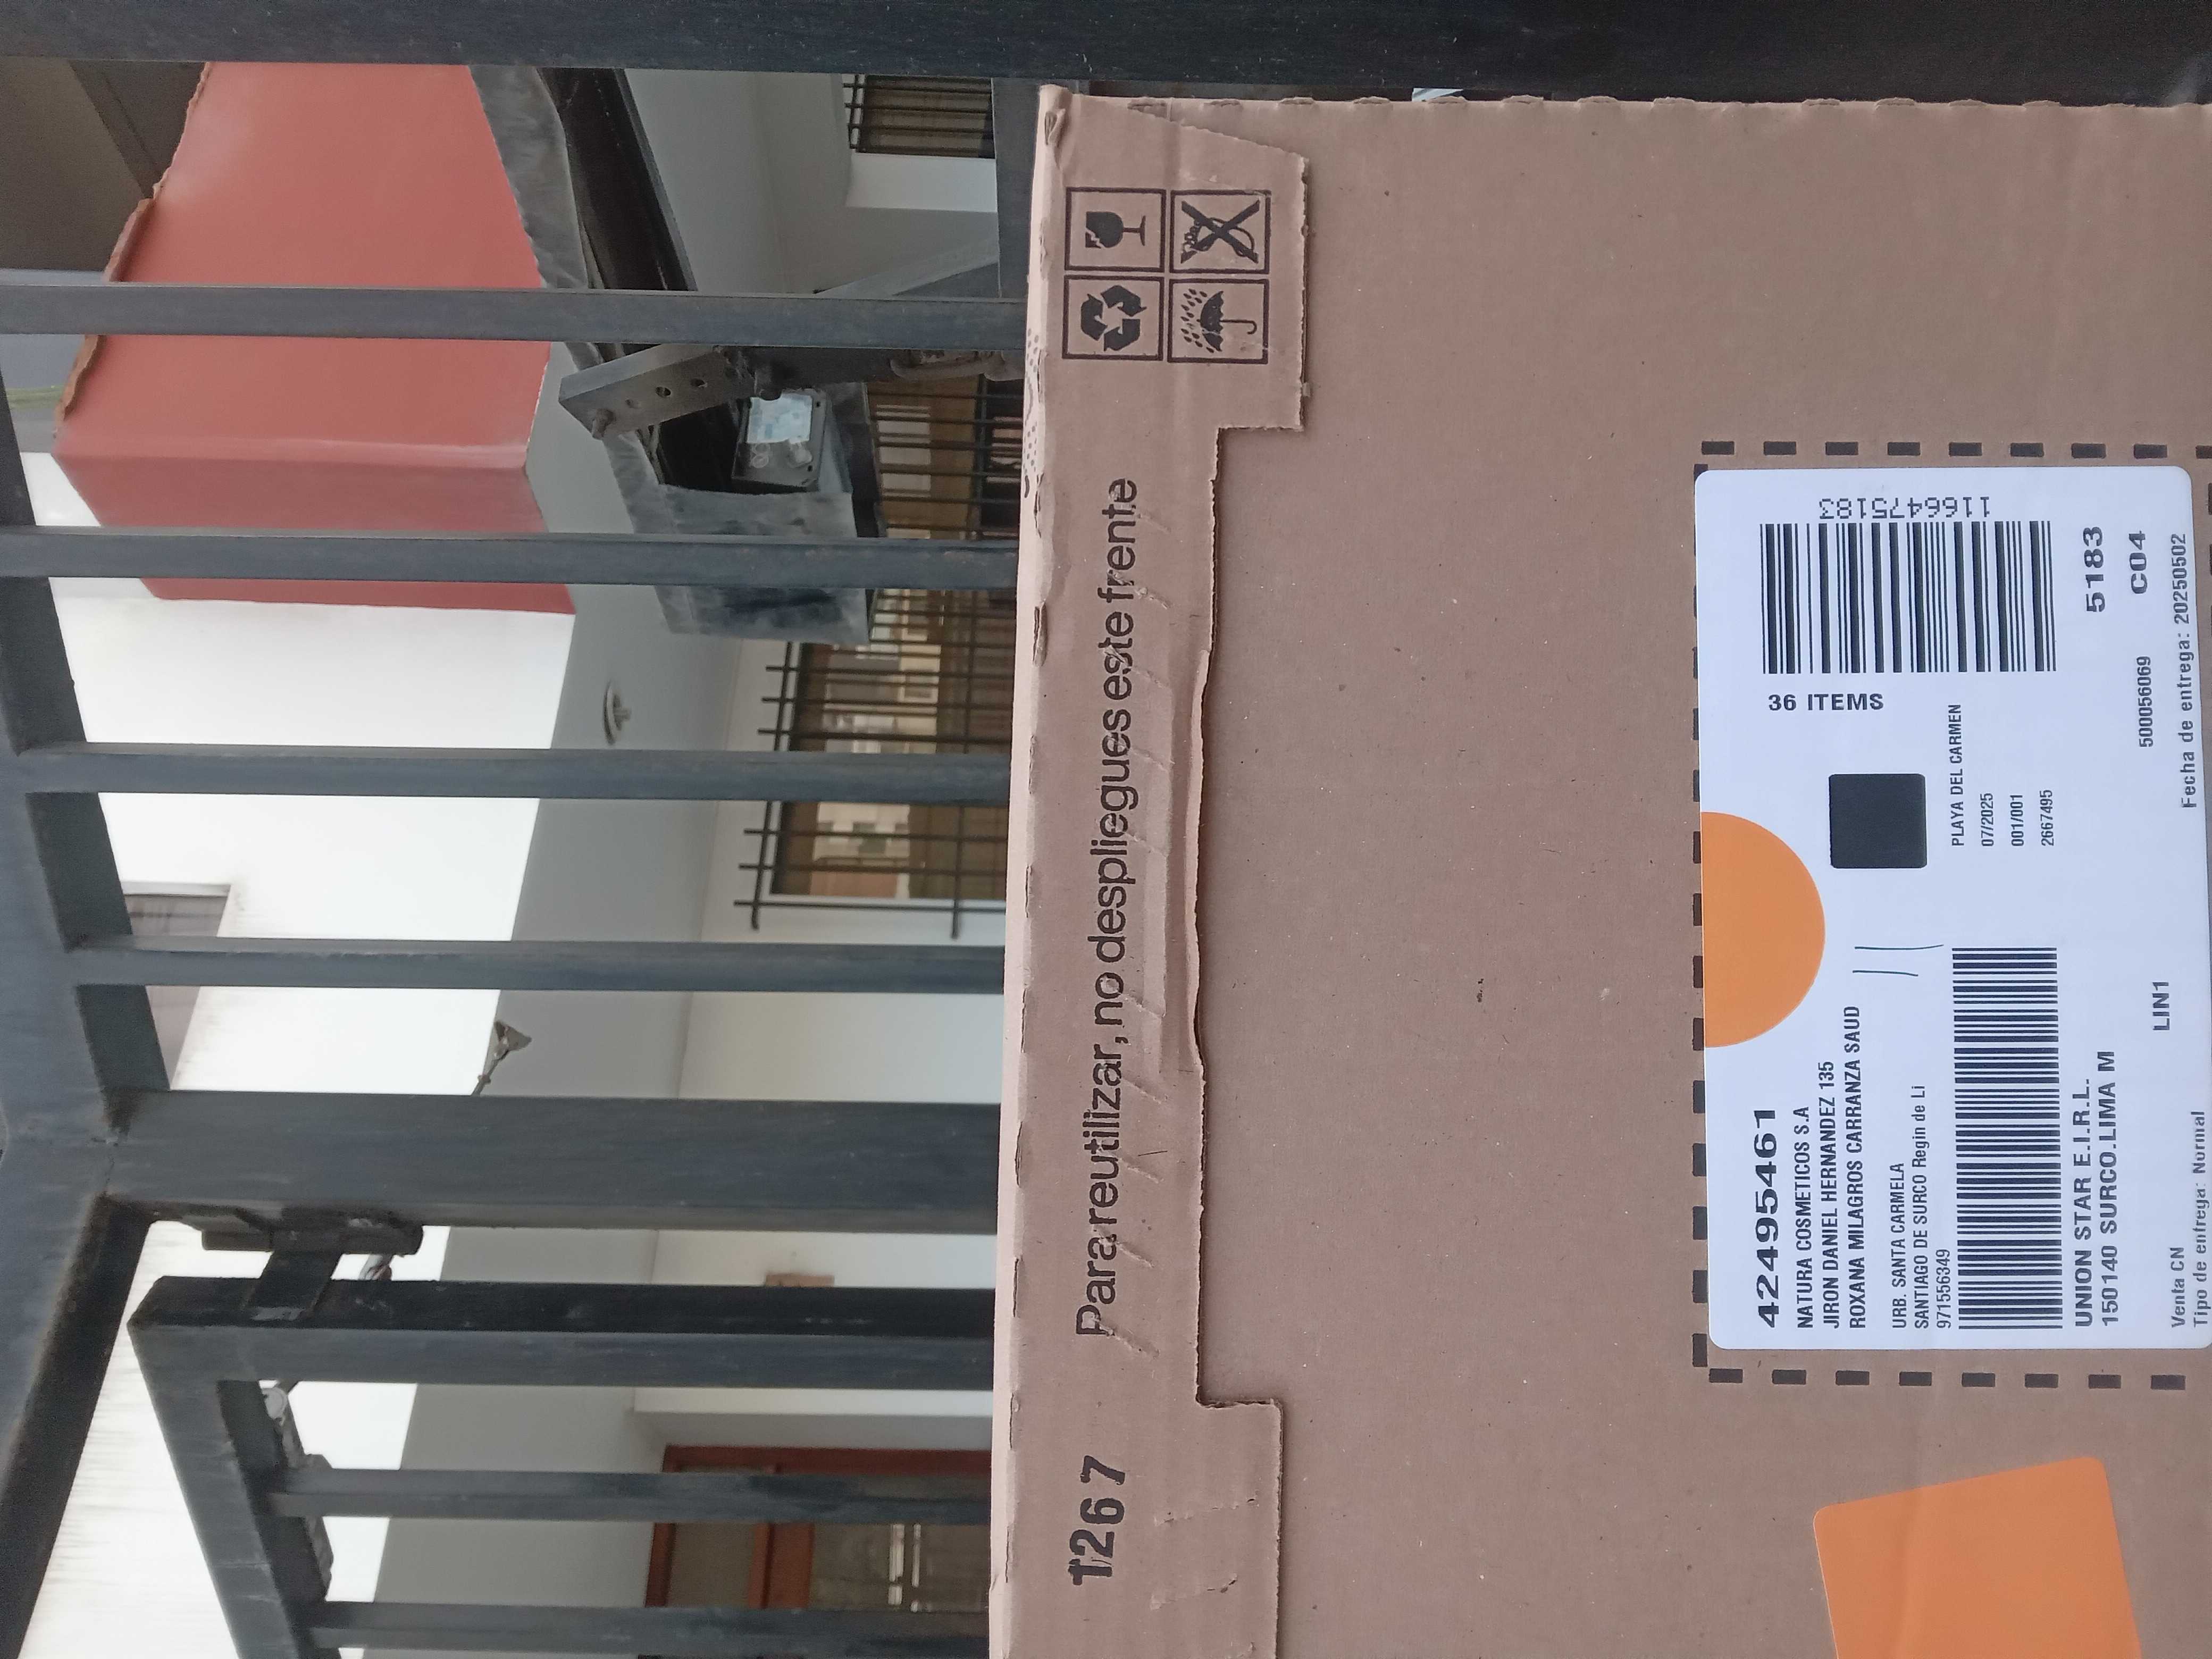 1267 Para reutilizar, no despliegues este frente
42495461
NATURA COSMETICOS S.A
JIRON DANIEL HERNANDEZ 135
ROXANA MILAGROS CARRANZA SAUD
URB. SANTA CARMELA
SANTIAGO DE SURCO Regin de Li
971556349
UNION STAR E.I.R.L.
150140 SURCO.LIMA M
LIN1
Venta CN
Tipo de entrega: Normal
36 ITEMS
1166475183
PLAYA DEL CARMEN
07/2025
001/001
2667495
5183
C04
500056069
Fecha de entrega: 20250502